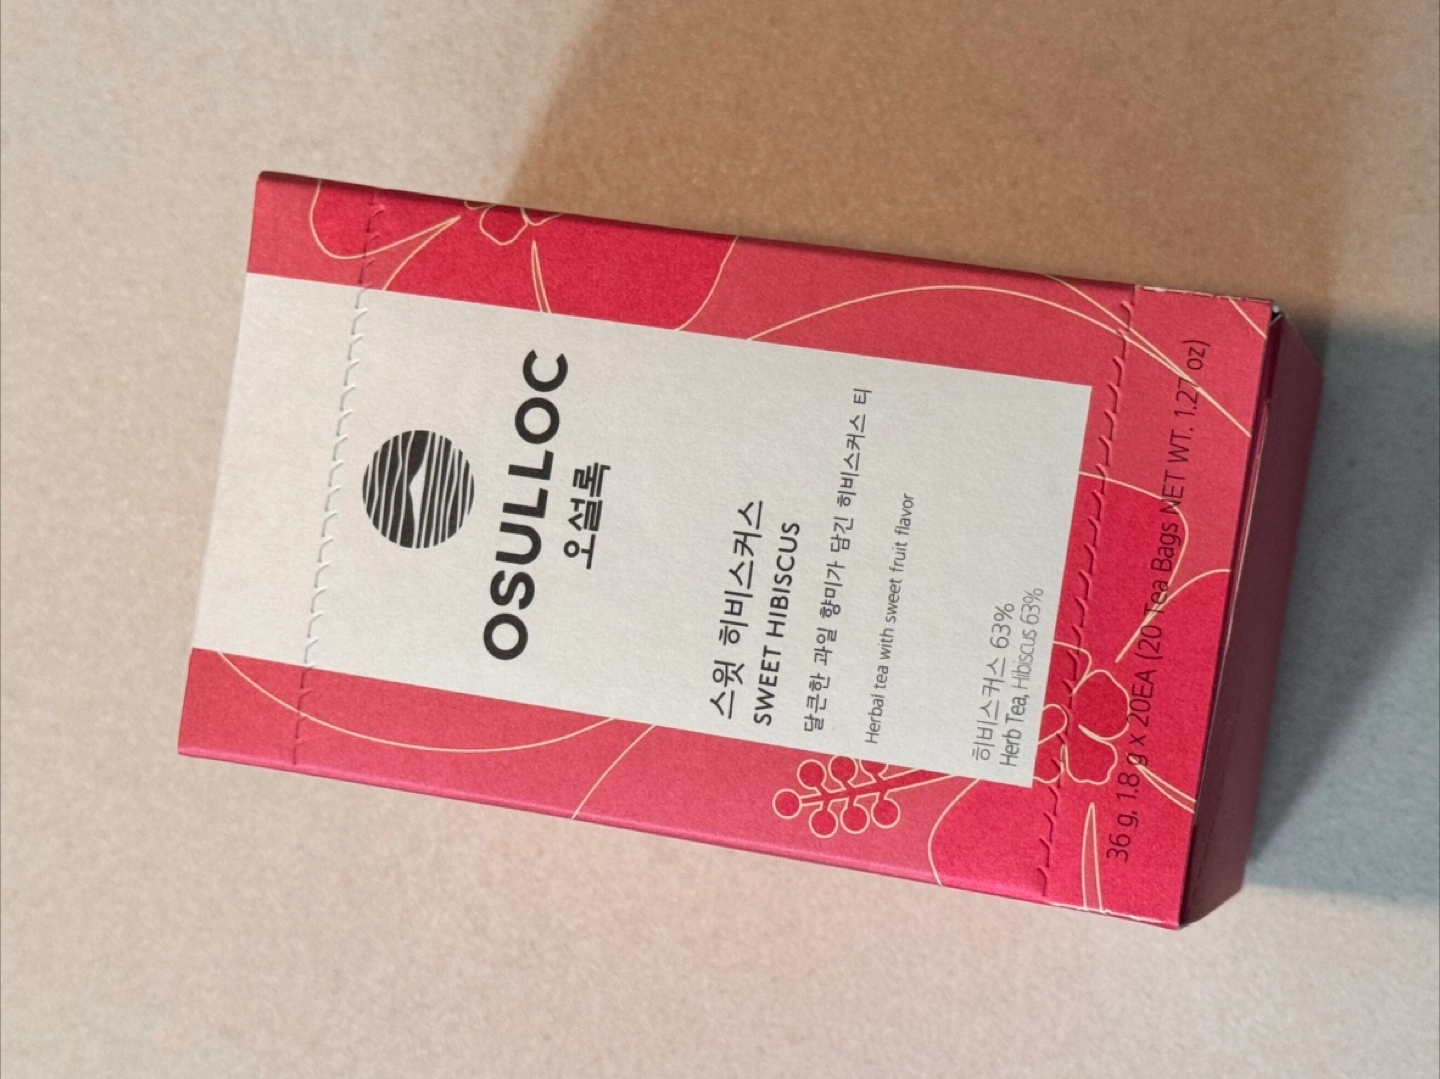 OSULLOC
오설록
스윗 히비스커스
SWEET HIBISCUS
달큰한 과일 향미가 담긴 히비스커스 티
Herbal tea with sweet fruit flavor
히비스커스 63%
Herb Tea, Hibiscus 63%
36 g, 1.8 g x 20EA (20 Tea Bags NET WT. 1.27 oz)